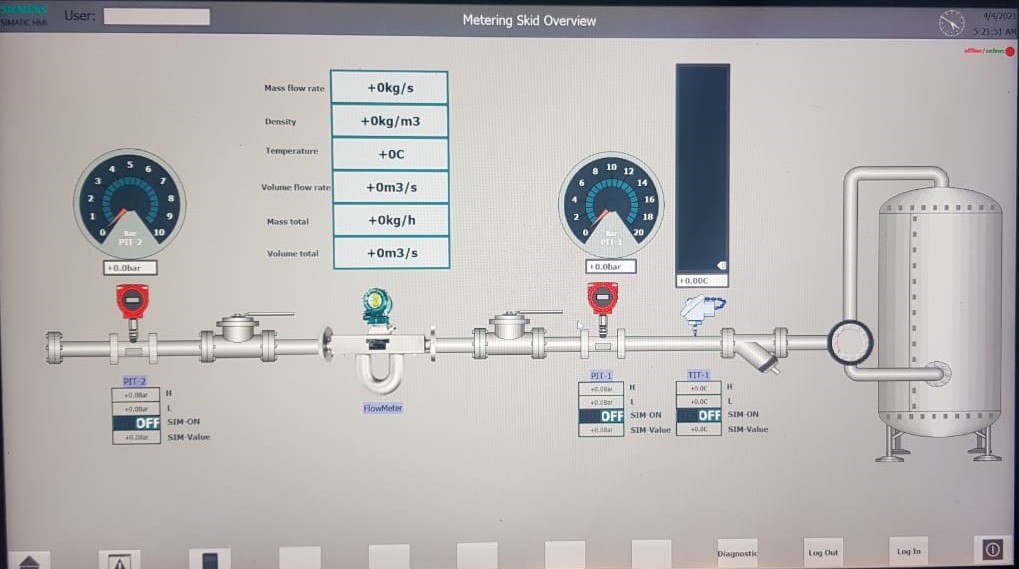 SIEMENS
SIMATIC HMI
User:
Metering Skid Overview
4/4/2021
5:21:51 AM
offline / online:
Mass flow rate +0kg/s
Density +0kg/m3
Temperature +0C
Volume flow rate +0m3/s
Mass total +0kg/h
Volume total +0m3/s
0 1 2 3 4 5 6 7 8 9 10
Bar
PIT-2
+0.0bar
0 2 4 6 8 10 12 14 16 18 20
Bar
PIT-1
+0.0bar
+0.00C
PIT-2
+0.0Bar H
+0.0Bar L
OFF SIM-ON
+0.0Bar SIM-Value
FlowMeter
PIT-1
+0.0Bar H
+0.0Bar L
OFF SIM-ON
+0.0Bar SIM-Value
TIT-1
+0.0C H
+0.0C L
OFF SIM-ON
+0.0C SIM-Value
Diagnostic
Log Out
Log In